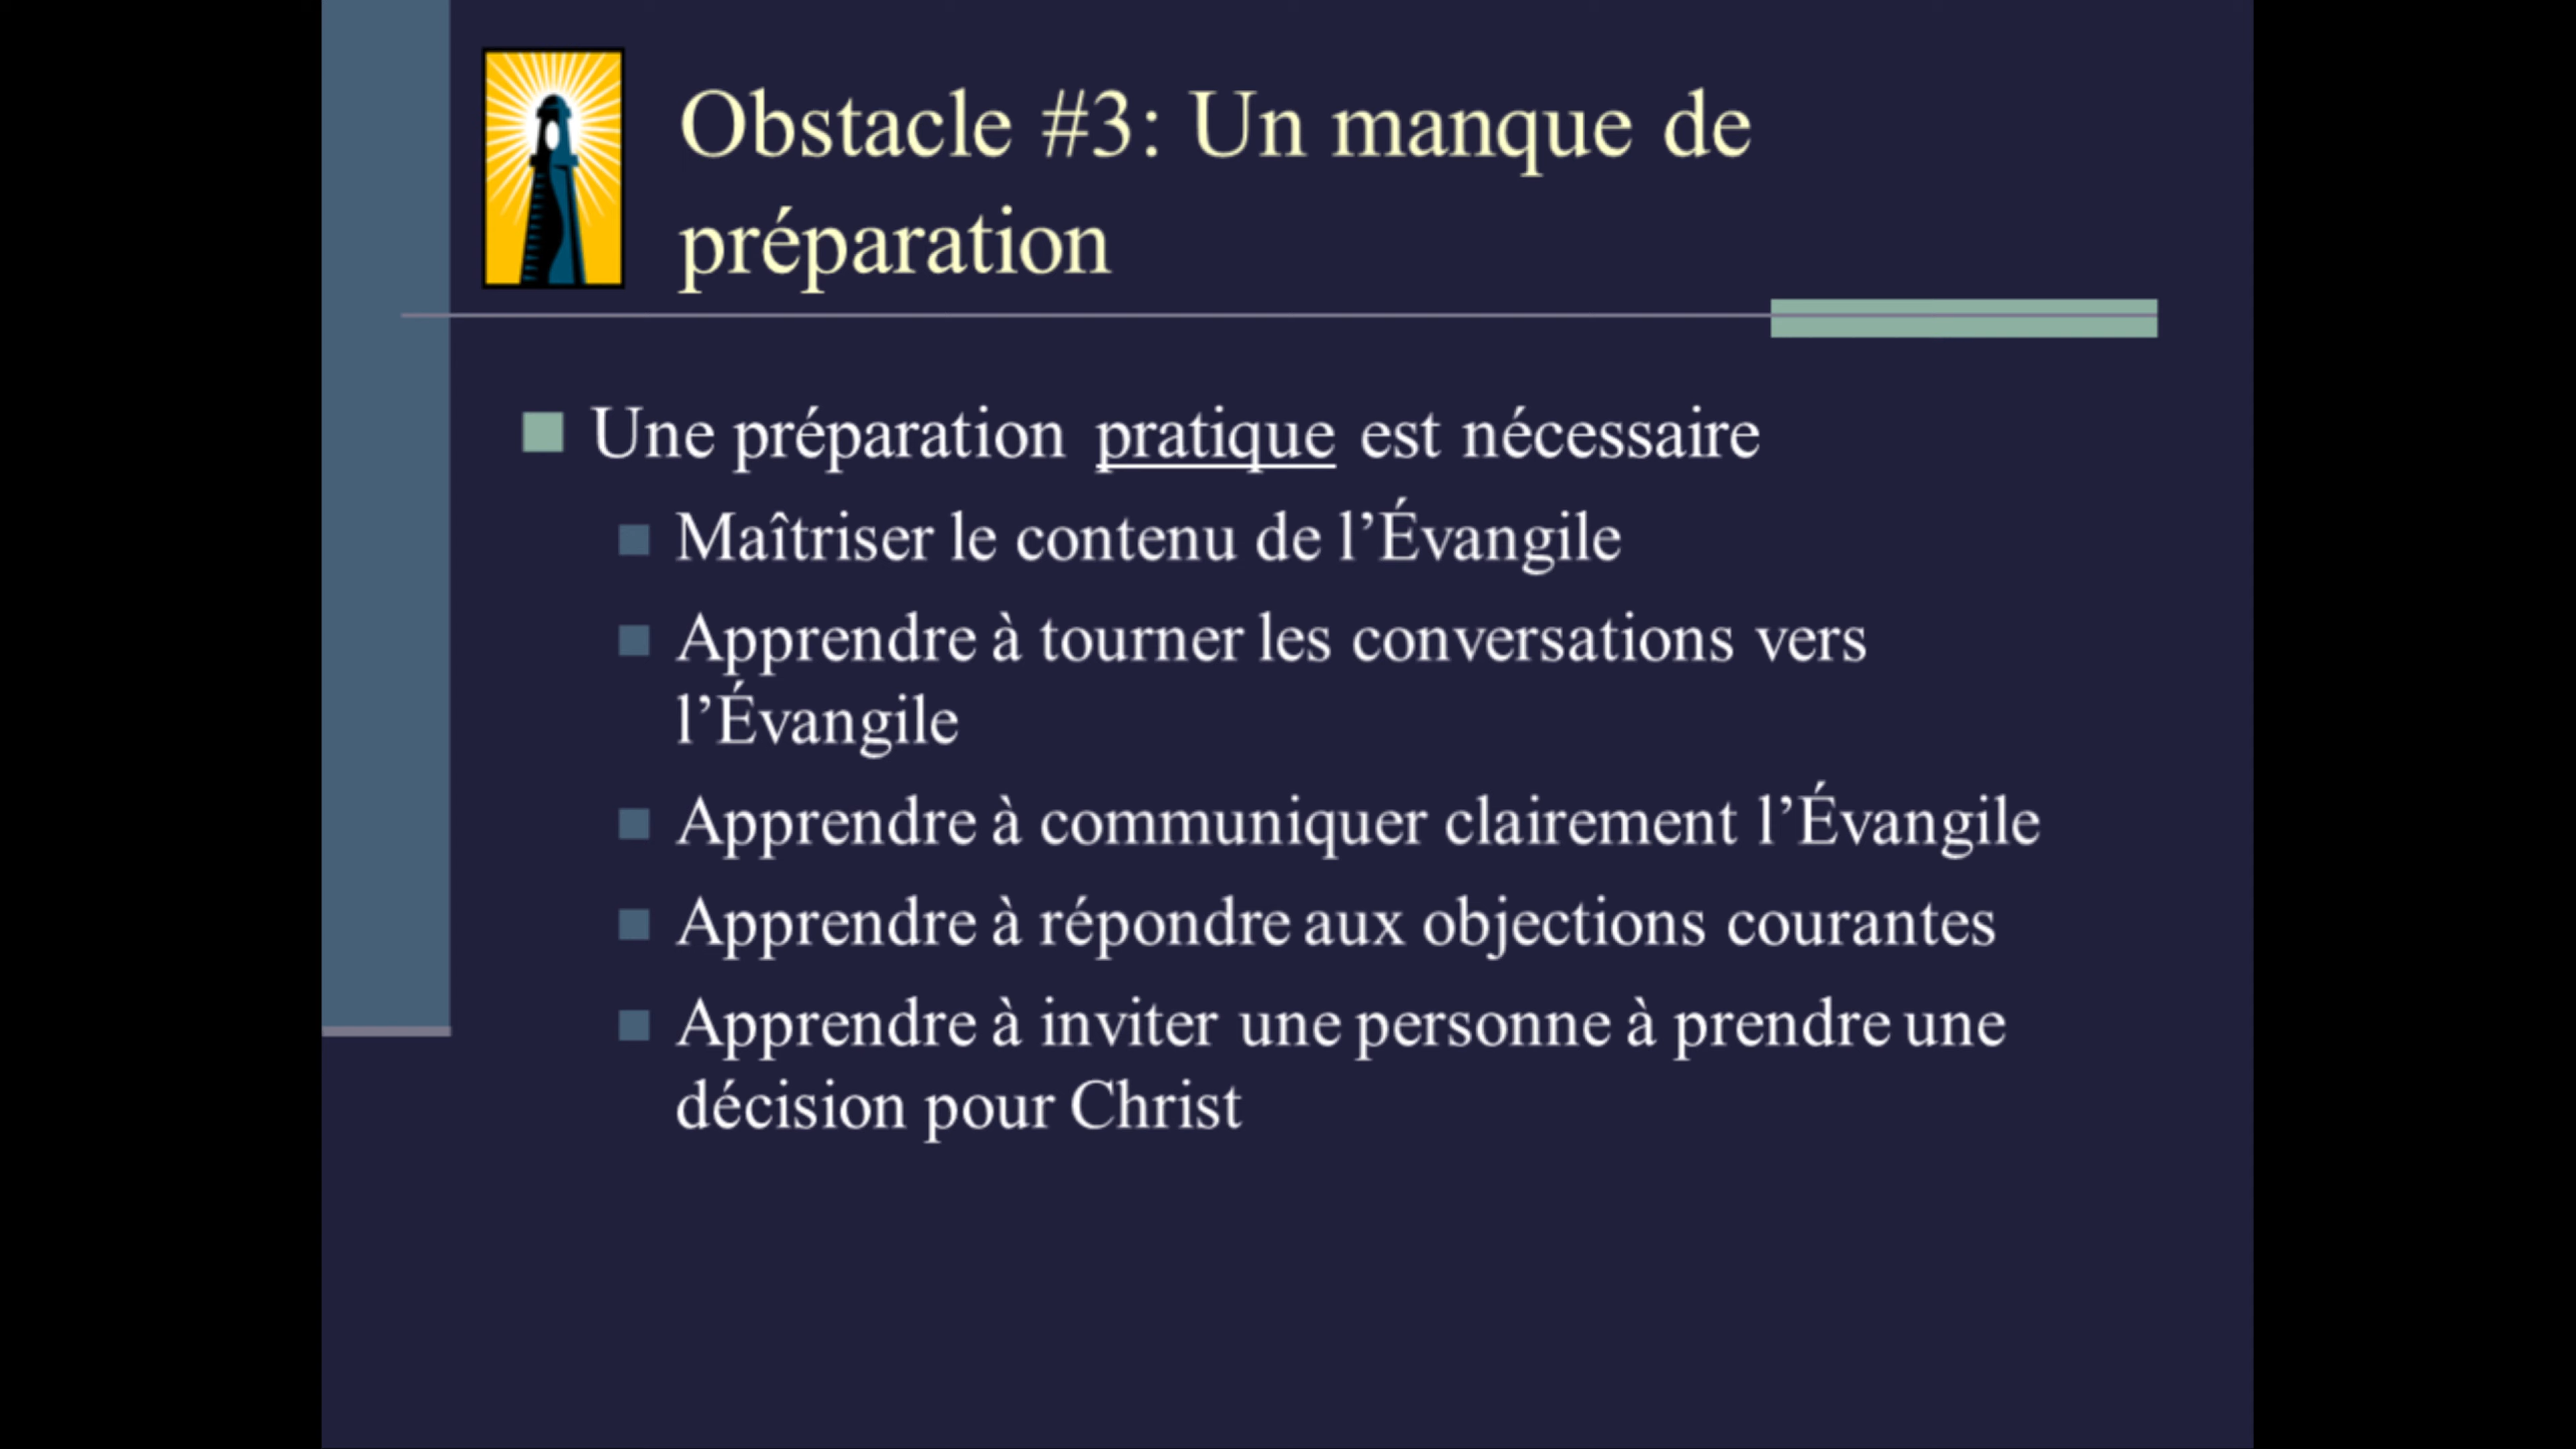 Obstacle #3: Un manque de
préparation
Une préparation pratique est nécessaire
Maîtriser le contenu de l’Évangile
Apprendre à tourner les conversations vers
l’Évangile
Apprendre à communiquer clairement l’Évangile
Apprendre à répondre aux objections courantes
Apprendre à inviter une personne à prendre une
décision pour Christ